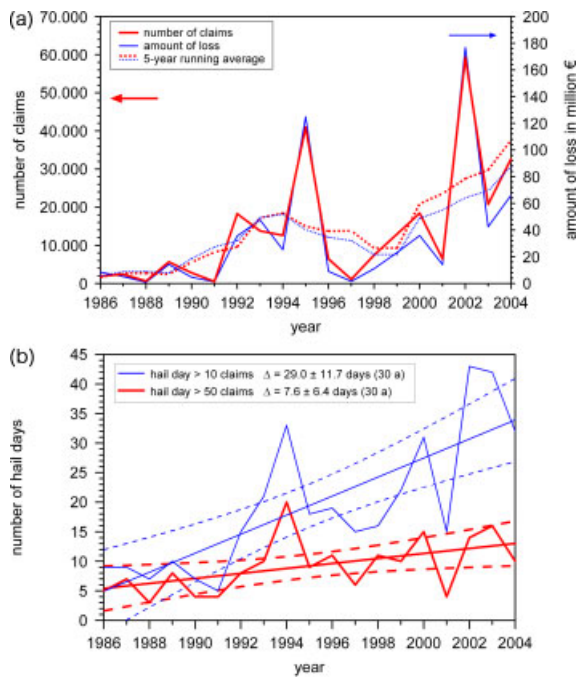 (a)
number of claims
amount of loss
5-year running average
70.000
60.000
50.000
40.000
30.000
20.000
10.000
0
number of claims
200
180
160
140
120
100
80
60
40
20
0
amount of loss in million €
1986 1988 1990 1992 1994 1996 1998 2000 2002 2004
year
(b)
hail day > 10 claims Δ = 29.0 ± 11.7 days (30 a)
hail day > 50 claims Δ = 7.6 ± 6.4 days (30 a)
45
40
35
30
25
20
15
10
5
0
number of hail days
1986 1988 1990 1992 1994 1996 1998 2000 2002 2004
year